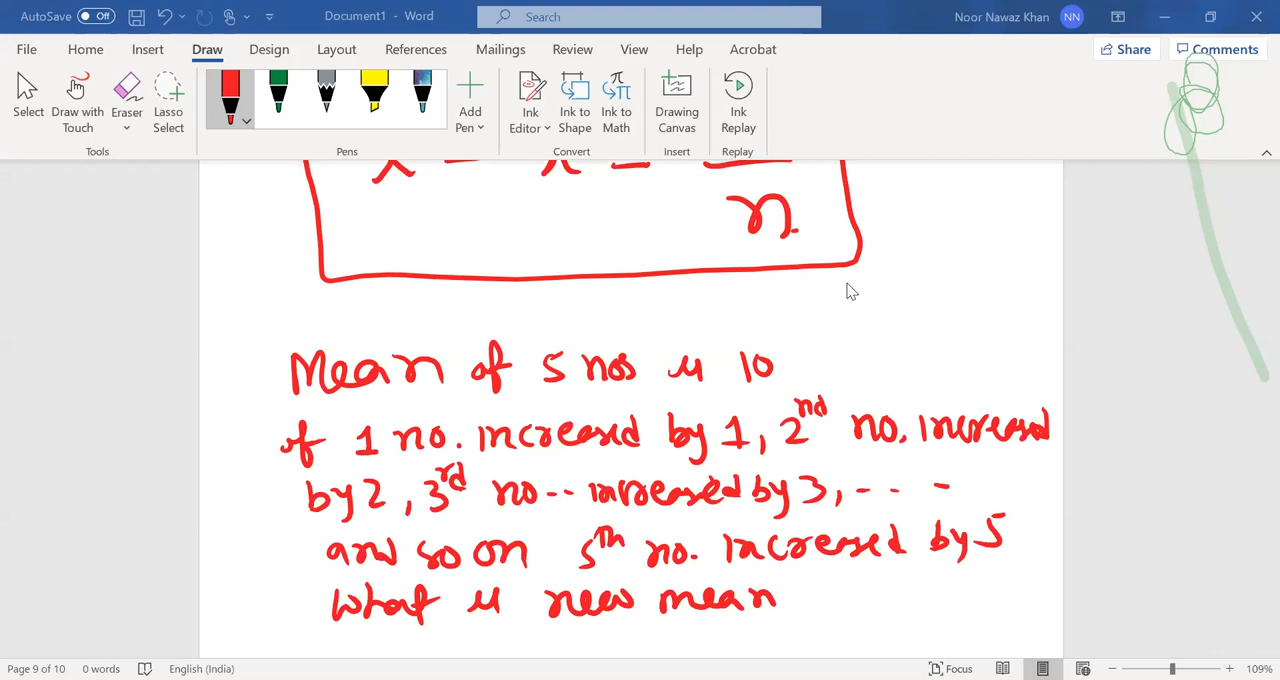 AutoSave Off Document1 - Word Search Noor Nawaz Khan NN
File Home Insert Draw Design Layout References Mailings Review View Help Acrobat Share Comments
Select Draw with Touch Eraser Lasso Select Add Pen Ink Editor Ink to Shape Ink to Math Drawing Canvas Ink Replay
Tools Pens Convert Insert Replay
n.
Mean of 5 nos is 10
if 1 no. increased by 1, 2nd no. increased
by 2, 3rd no-- increased by 3, - - - -
and so on 5th no. increased by 5
what is new mean
Page 9 of 10 0 words English (India) Focus 109%